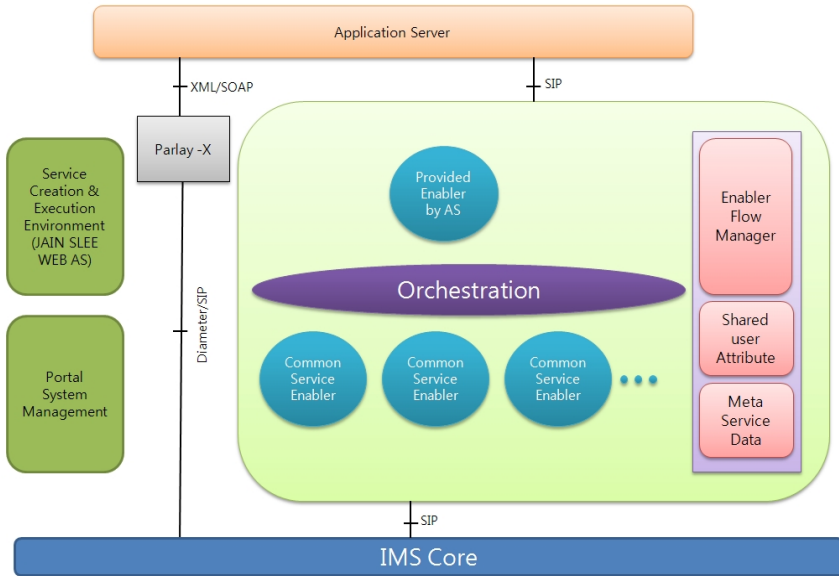 Application Server
XML/SOAP
SIP
Parlay -X
Service
Creation &
Execution
Environment
(JAIN SLEE
WEB AS)
Provided
Enabler
by AS
Enabler
Flow
Manager
Orchestration
Diameter/SIP
Shared
user
Attribute
Portal
System
Management
Common
Service
Enabler
Common
Service
Enabler
Common
Service
Enabler
Meta
Service
Data
SIP
IMS Core